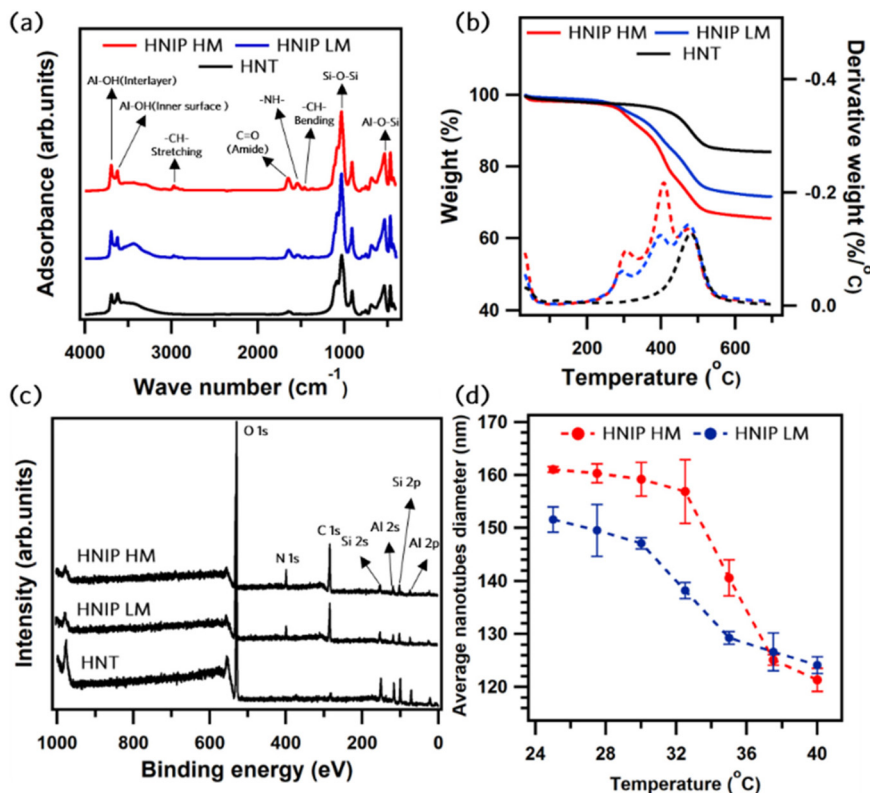 (a)
HNIP HM
HNIP LM
HNT
Al-OH(Interlayer)
Al-OH(Inner surface )
-CH-
Stretching
C=O
(Amide)
-NH-
-CH-
Bending
Si-O-Si
Al-O-Si
Absorbance (arb.units)
4000
3000
2000
1000
Wave number (cm⁻¹)
(b)
HNIP HM
HNIP LM
HNT
Weight (%)
100
80
60
40
Derivative weight (%/°C)
-0.4
-0.2
0.0
200
400
600
Temperature (°C)
(c)
O 1s
N 1s
C 1s
Si 2s
Al 2s
Si 2p
Al 2p
HNIP HM
HNIP LM
HNT
Intensity (arb.units)
1000
800
600
400
200
0
Binding energy (eV)
(d)
HNIP HM
HNIP LM
Average nanotubes diameter (nm)
170
160
150
140
130
120
24
28
32
36
40
Temperature (°C)